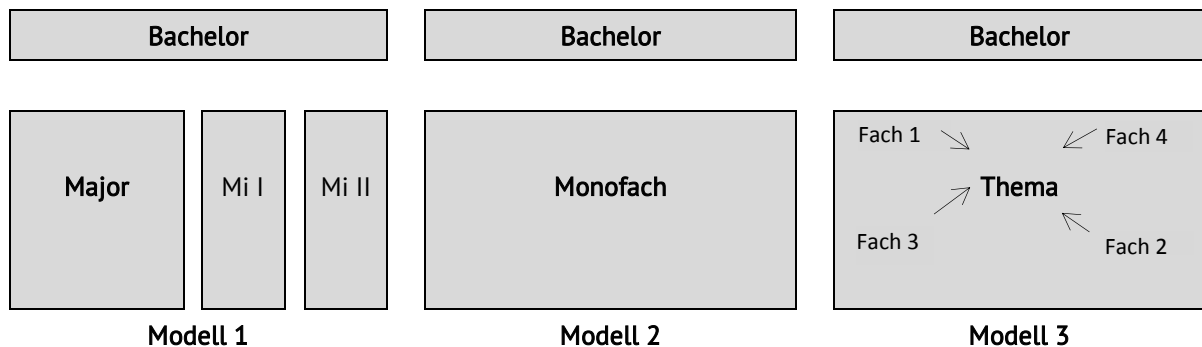 Bachelor
Major
Mi I
Mi II
Modell 1
Bachelor
Monofach
Modell 2
Bachelor
Fach 1
Fach 4
Thema
Fach 3
Fach 2
Modell 3